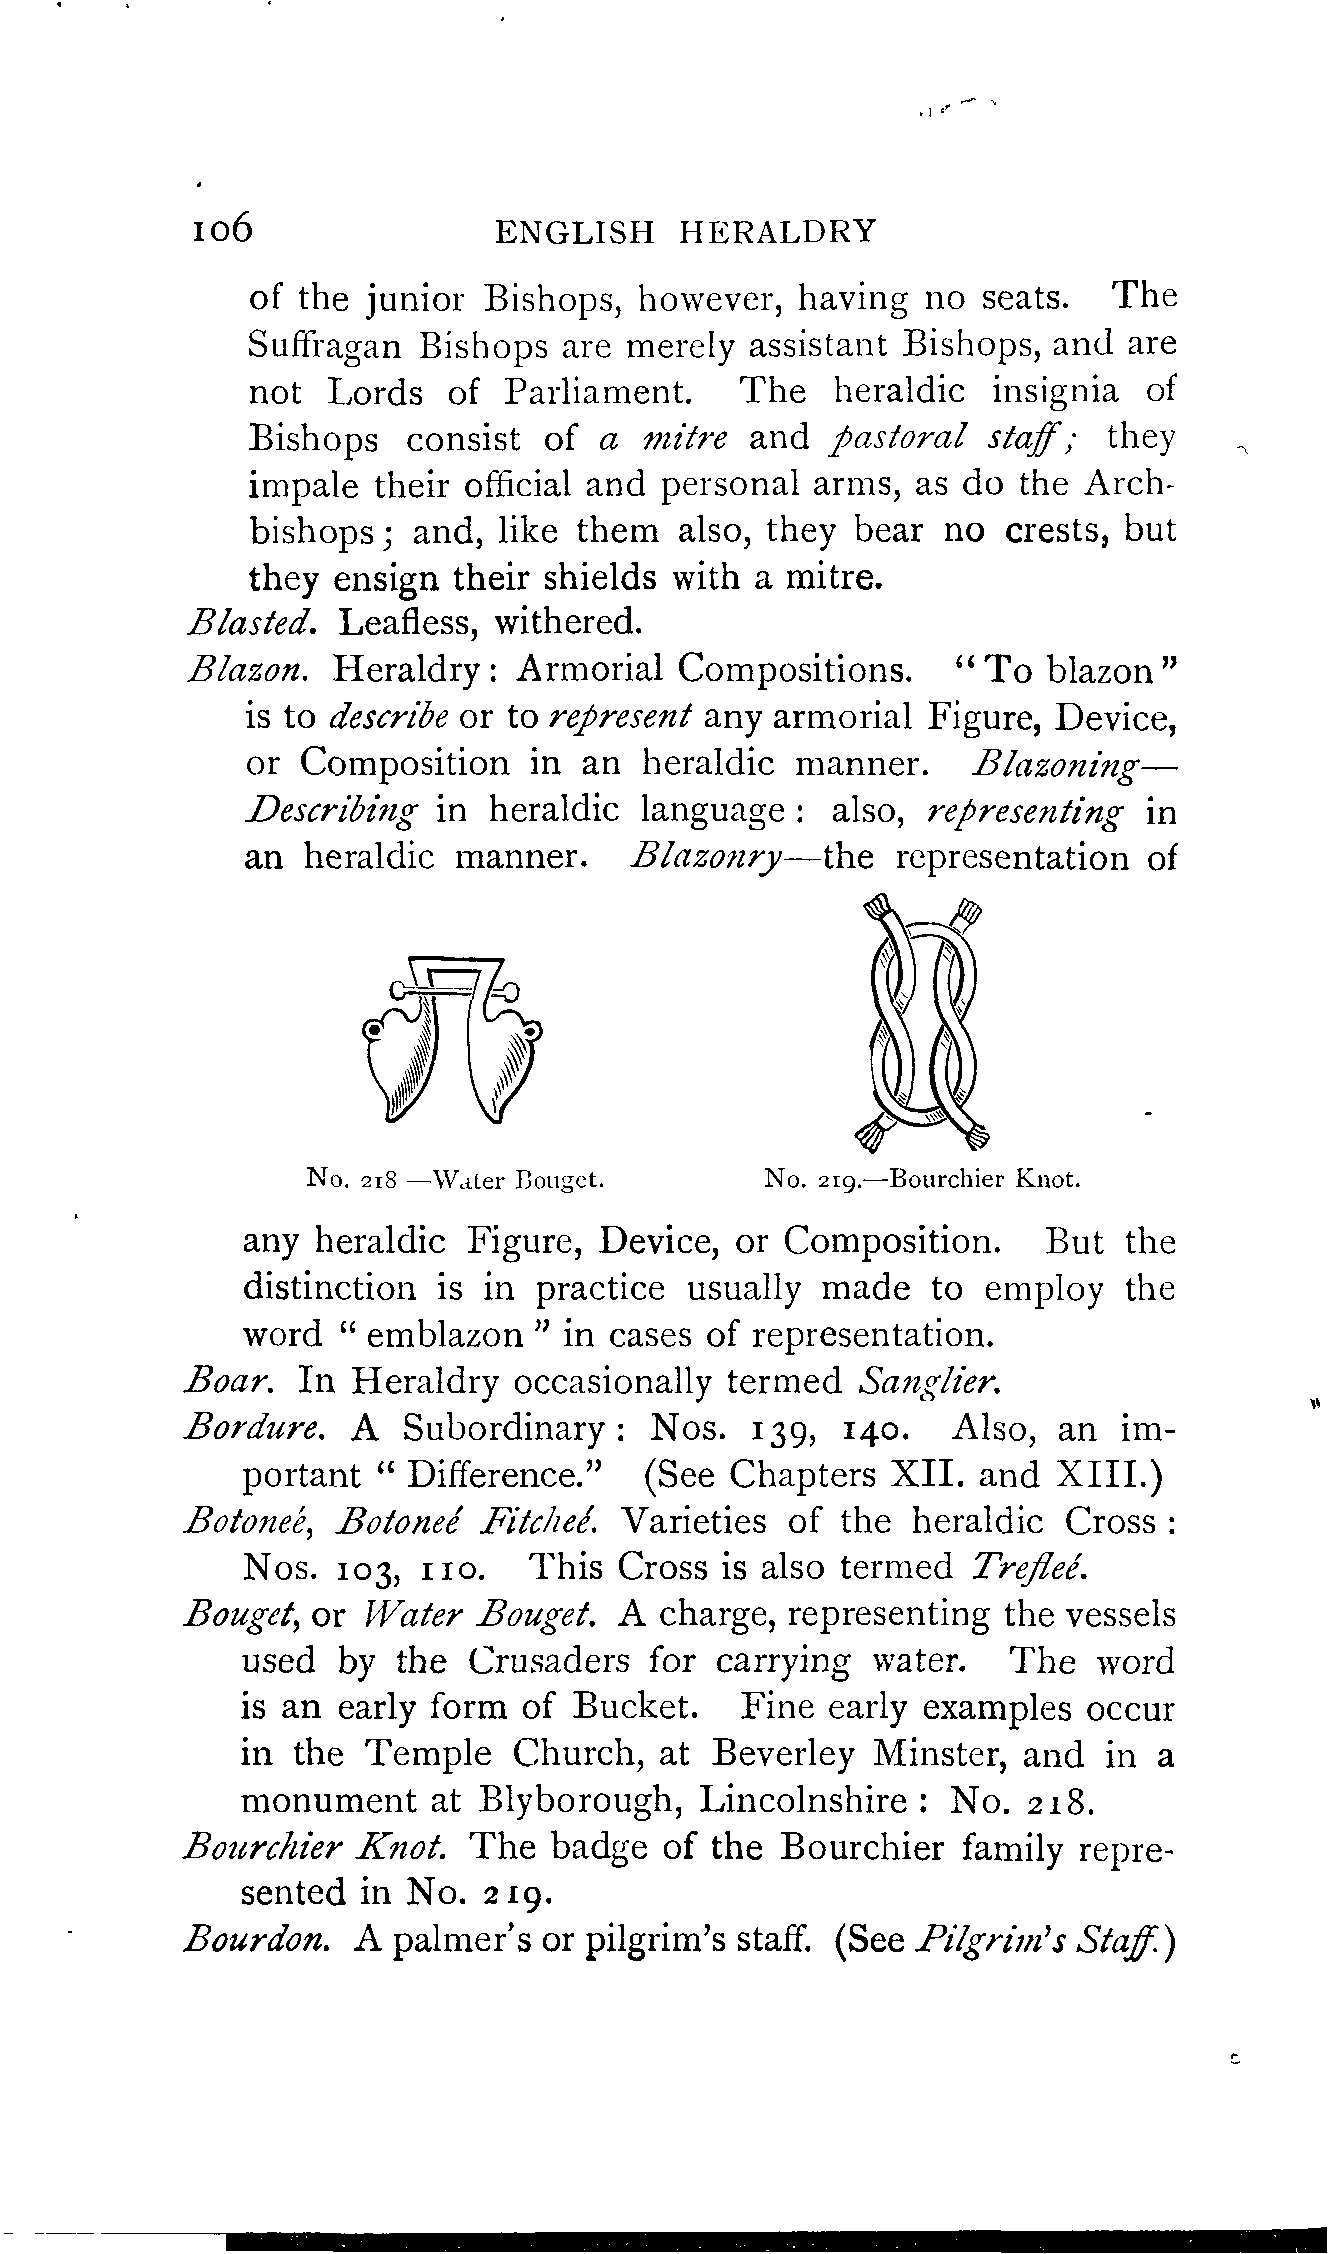 106 ENGLISH HERALDRY
of the junior Bishops, however, having no seats. The
Suffragan Bishops are merely assistant Bishops, and are
not Lords of Parliament. The heraldic insignia of
Bishops consist of a mitre and pastoral staff; they
impale their official and personal arms, as do the Arch-
bishops; and, like them also, they bear no crests, but
they ensign their shields with a mitre.
Blasted. Leafless, withered.
Blazon. Heraldry: Armorial Compositions. "To blazon"
is to describe or to represent any armorial Figure, Device,
or Composition in an heraldic manner. Blazoning—
Describing in heraldic language: also, representing in
an heraldic manner. Blazonry—the representation of
No. 218 —Water Bouget.
No. 219.—Bourchier Knot.
any heraldic Figure, Device, or Composition. But the
distinction is in practice usually made to employ the
word "emblazon" in cases of representation.
Boar. In Heraldry occasionally termed Sanglier.
Bordure. A Subordinary: Nos. 139, 140. Also, an im-
portant "Difference." (See Chapters XII. and XIII.)
Botoneè, Botoneé Fitcheé. Varieties of the heraldic Cross:
Nos. 103, 110. This Cross is also termed Trefleé.
Bouget, or Water Bouget. A charge, representing the vessels
used by the Crusaders for carrying water. The word
is an early form of Bucket. Fine early examples occur
in the Temple Church, at Beverley Minster, and in a
monument at Blyborough, Lincolnshire: No. 218.
Bourchier Knot. The badge of the Bourchier family repre-
sented in No. 219.
Bourdon. A palmer's or pilgrim's staff. (See Pilgrim's Staff.)